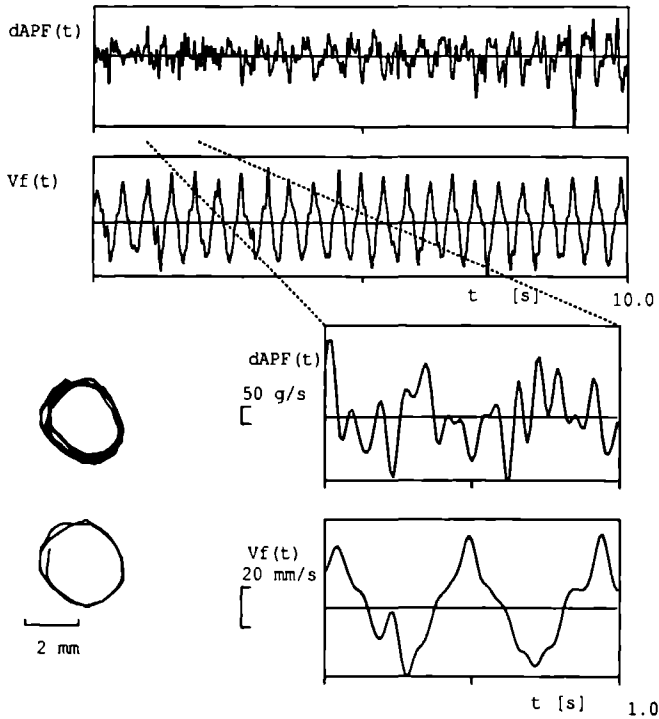 dAPF(t)
Vf(t)
t [s] 10.0
dAPF(t)
50 g/s
Vf(t)
20 mm/s
2 mm
t [s] 1.0